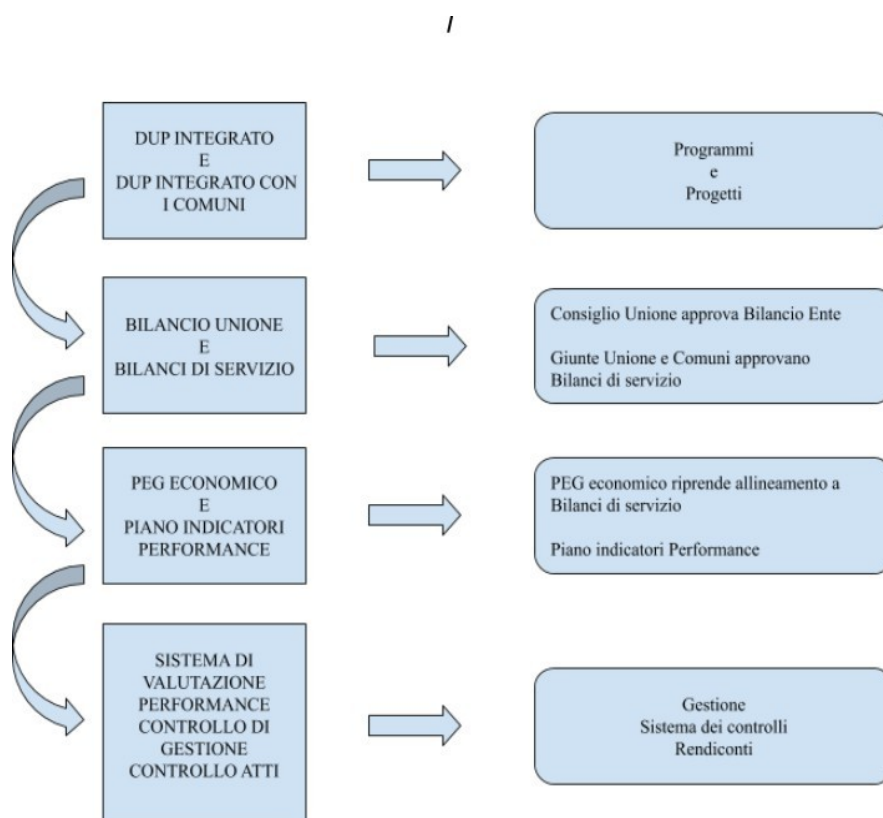 I
DUP INTEGRATO
E
DUP INTEGRATO CON
I COMUNI
Programmi
e
Progetti
BILANCIO UNIONE
E
BILANCI DI SERVIZIO
Consiglio Unione approva Bilancio Ente
Giunte Unione e Comuni approvano
Bilanci di servizio
PEG ECONOMICO
E
PIANO INDICATORI
PERFORMANCE
PEG economico riprende allineamento a
Bilanci di servizio
Piano indicatori Performance
SISTEMA DI
VALUTAZIONE
PERFORMANCE
CONTROLLO DI
GESTIONE
CONTROLLO ATTI
Gestione
Sistema dei controlli
Rendiconti